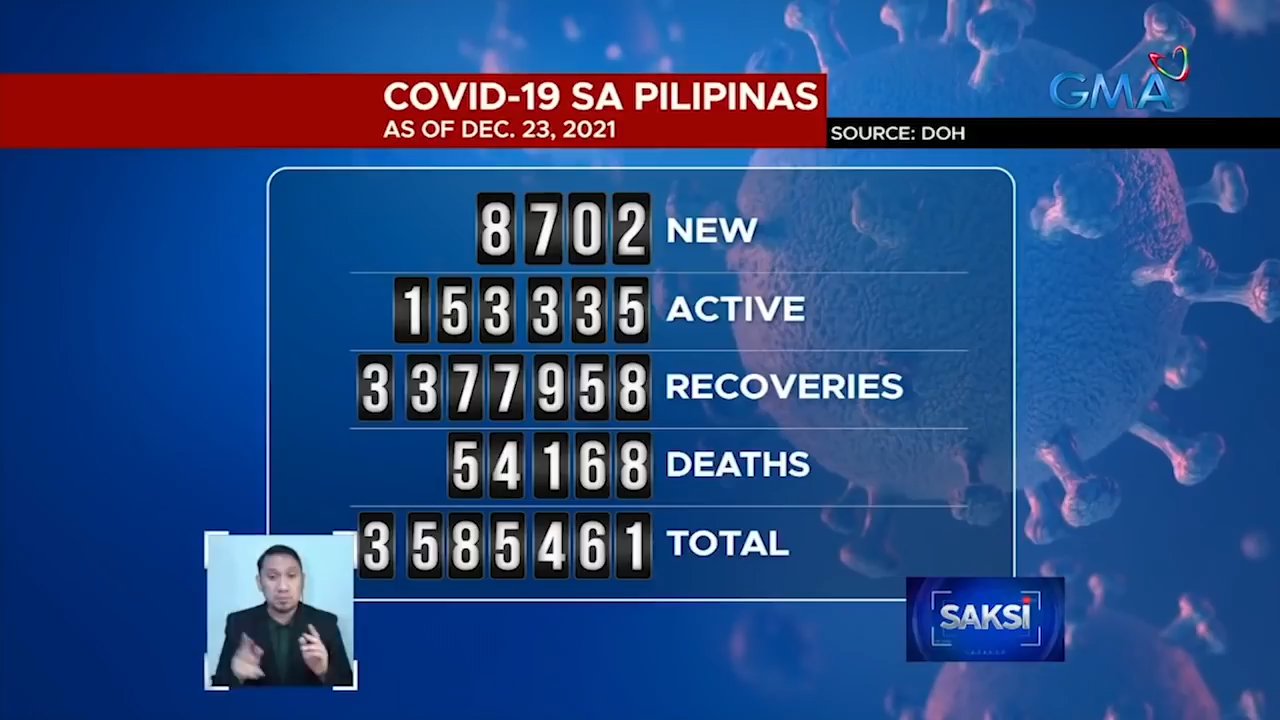 COVID-19 SA PILIPINAS
GMA
AS OF DEC. 23, 2021
SOURCE: DOH
8702 NEW
153335 ACTIVE
3377958 RECOVERIES
54168 DEATHS
3585461 TOTAL
SAKSI